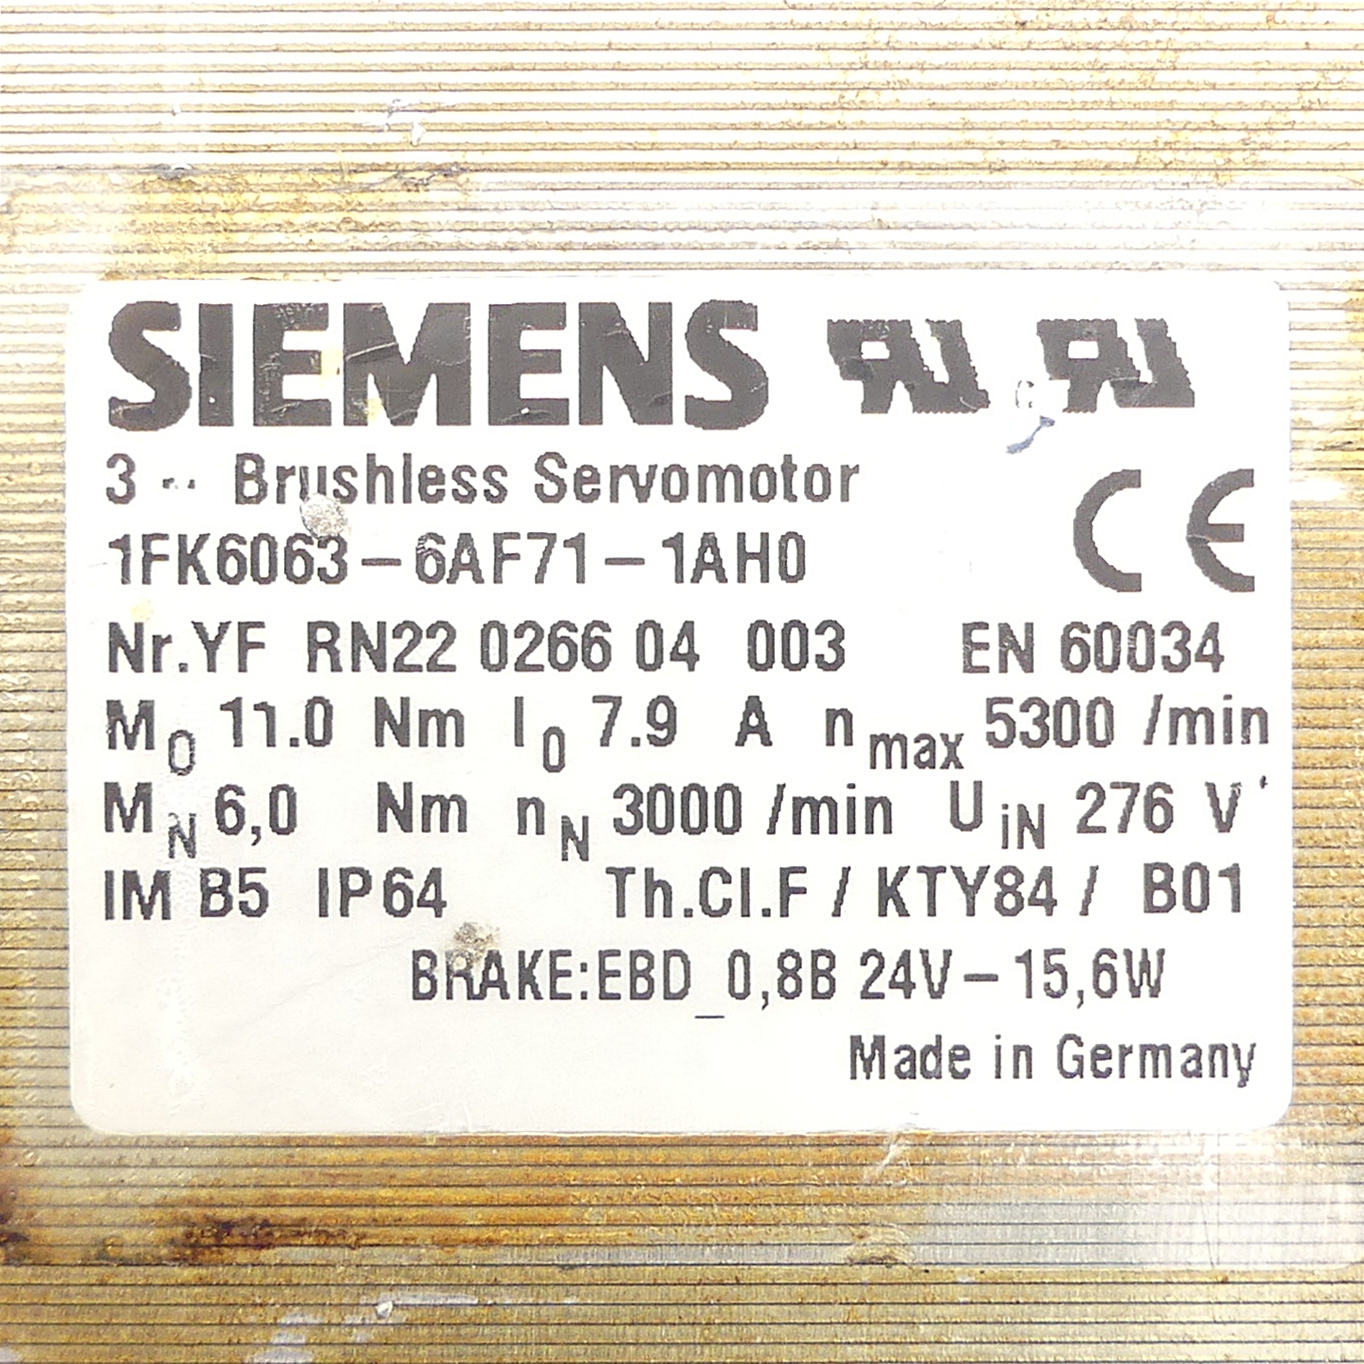 SIEMENS
3 ~ Brushless Servomotor
CE
1FK6063-6AF71-1AH0
Nr.YF RN22 0266 04 003 EN 60034
M0 11.0 Nm I0 7.9 A nmax 5300 /min
MN 6,0 Nm nN 3000 /min UiN 276 V
IM B5 IP64 Th.Cl.F / KTY84 / B01
BRAKE:EBD_0,8B 24V-15,6W
Made in Germany